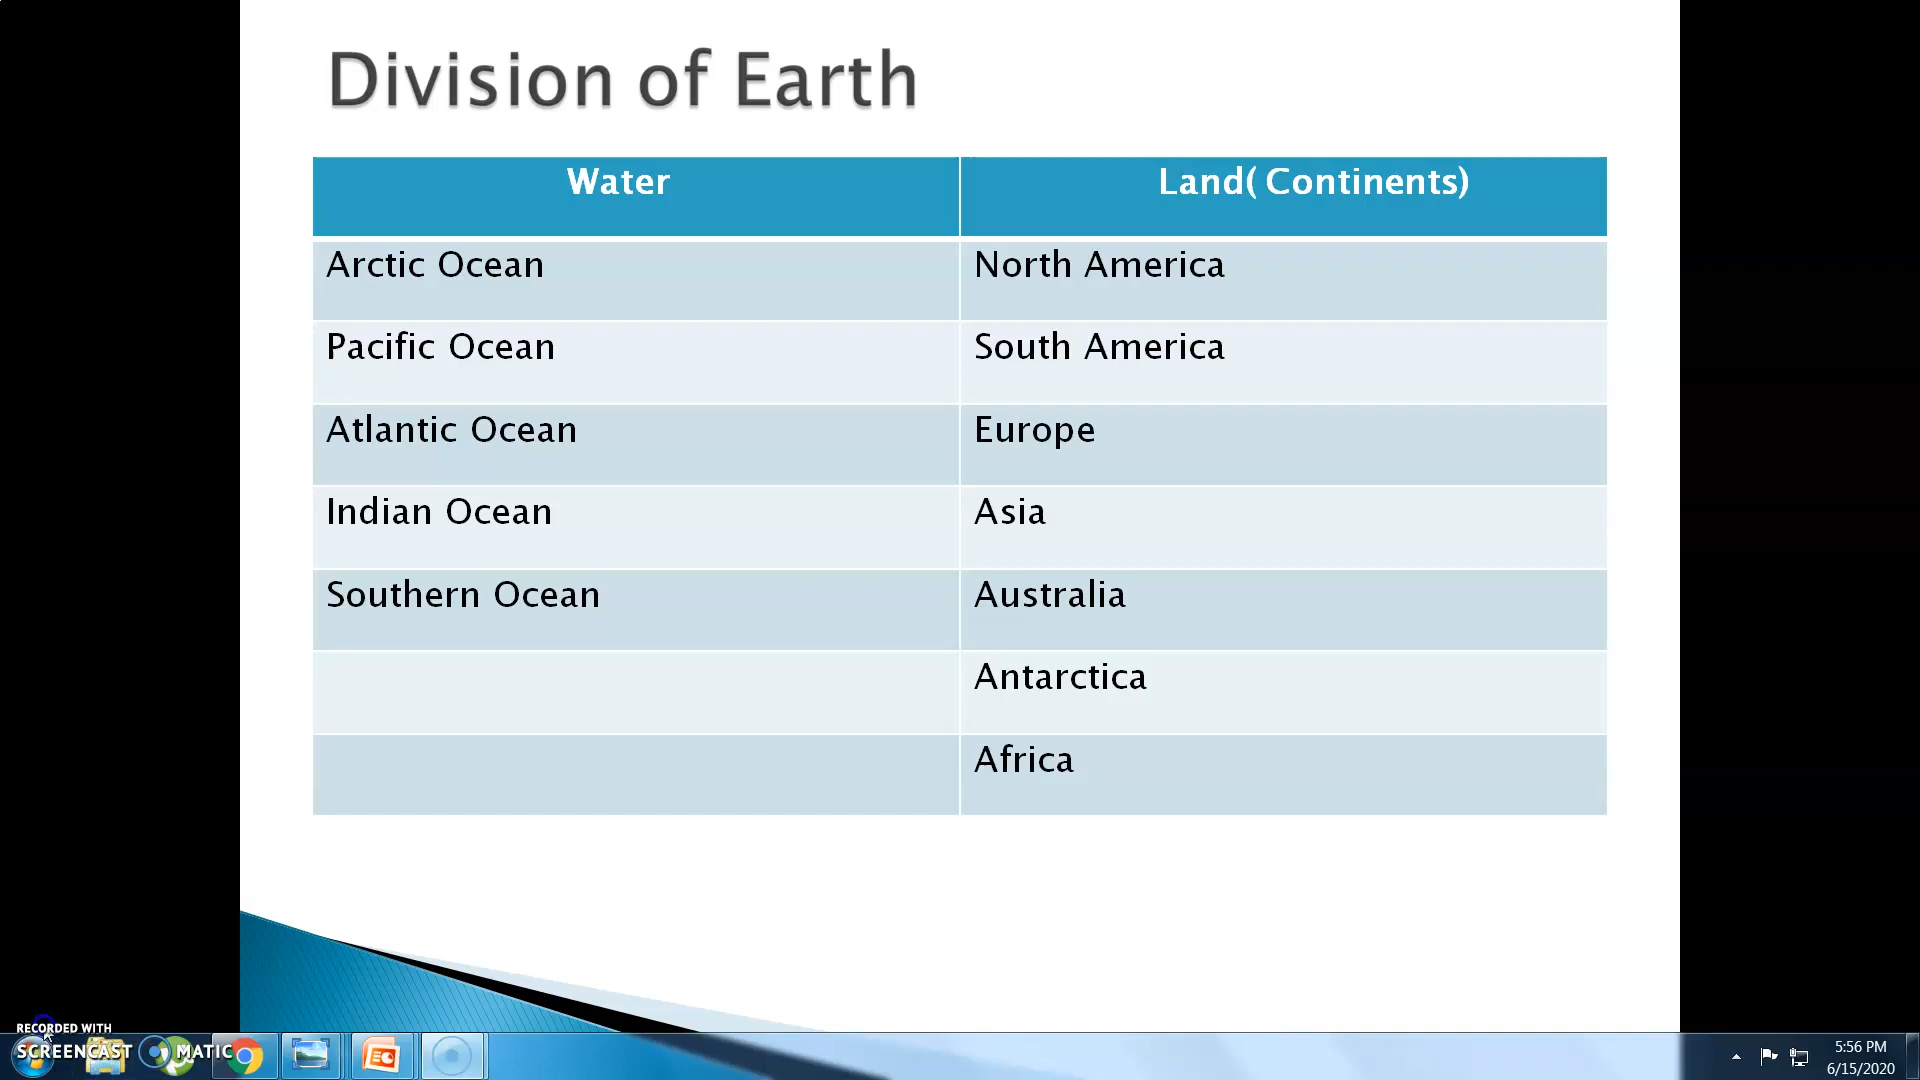 Division of Earth
Water Land( Continents)
Arctic Ocean North America
Pacific Ocean South America
Atlantic Ocean Europe
Indian Ocean Asia
Southern Ocean Australia
Antarctica
Africa
RECORDED WITH
SCREENCAST MATIC
5:56 PM
6/15/2020